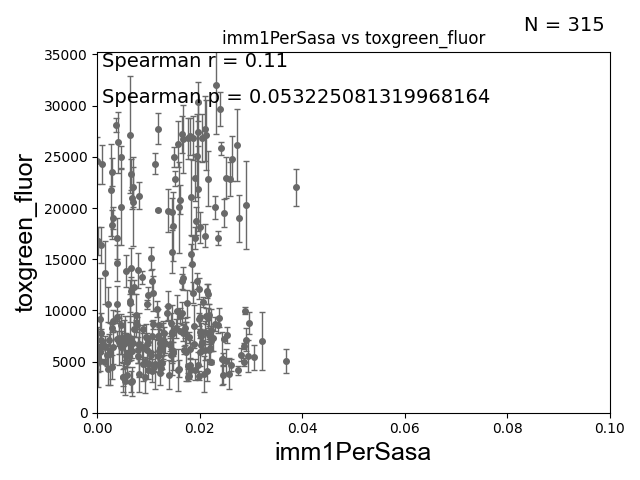 N = 315
imm1PerSasa vs toxgreen_fluor
Spearman r = 0.11
Spearman p = 0.053225081319968164
35000
30000
25000
20000
15000
10000
5000
0
toxgreen_fluor
0.00 0.02 0.04 0.06 0.08 0.10
imm1PerSasa